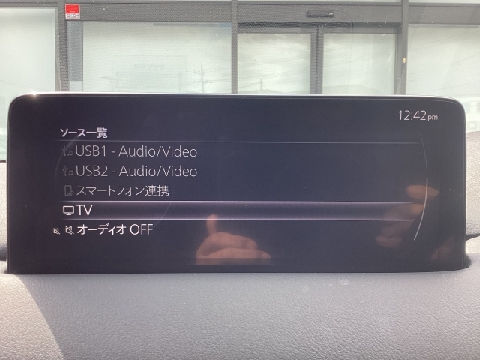 12:42pm
ソース一覧
USB1 - Audio/Video
USB2 - Audio/Video
スマートフォン連携
TV
オーディオ OFF